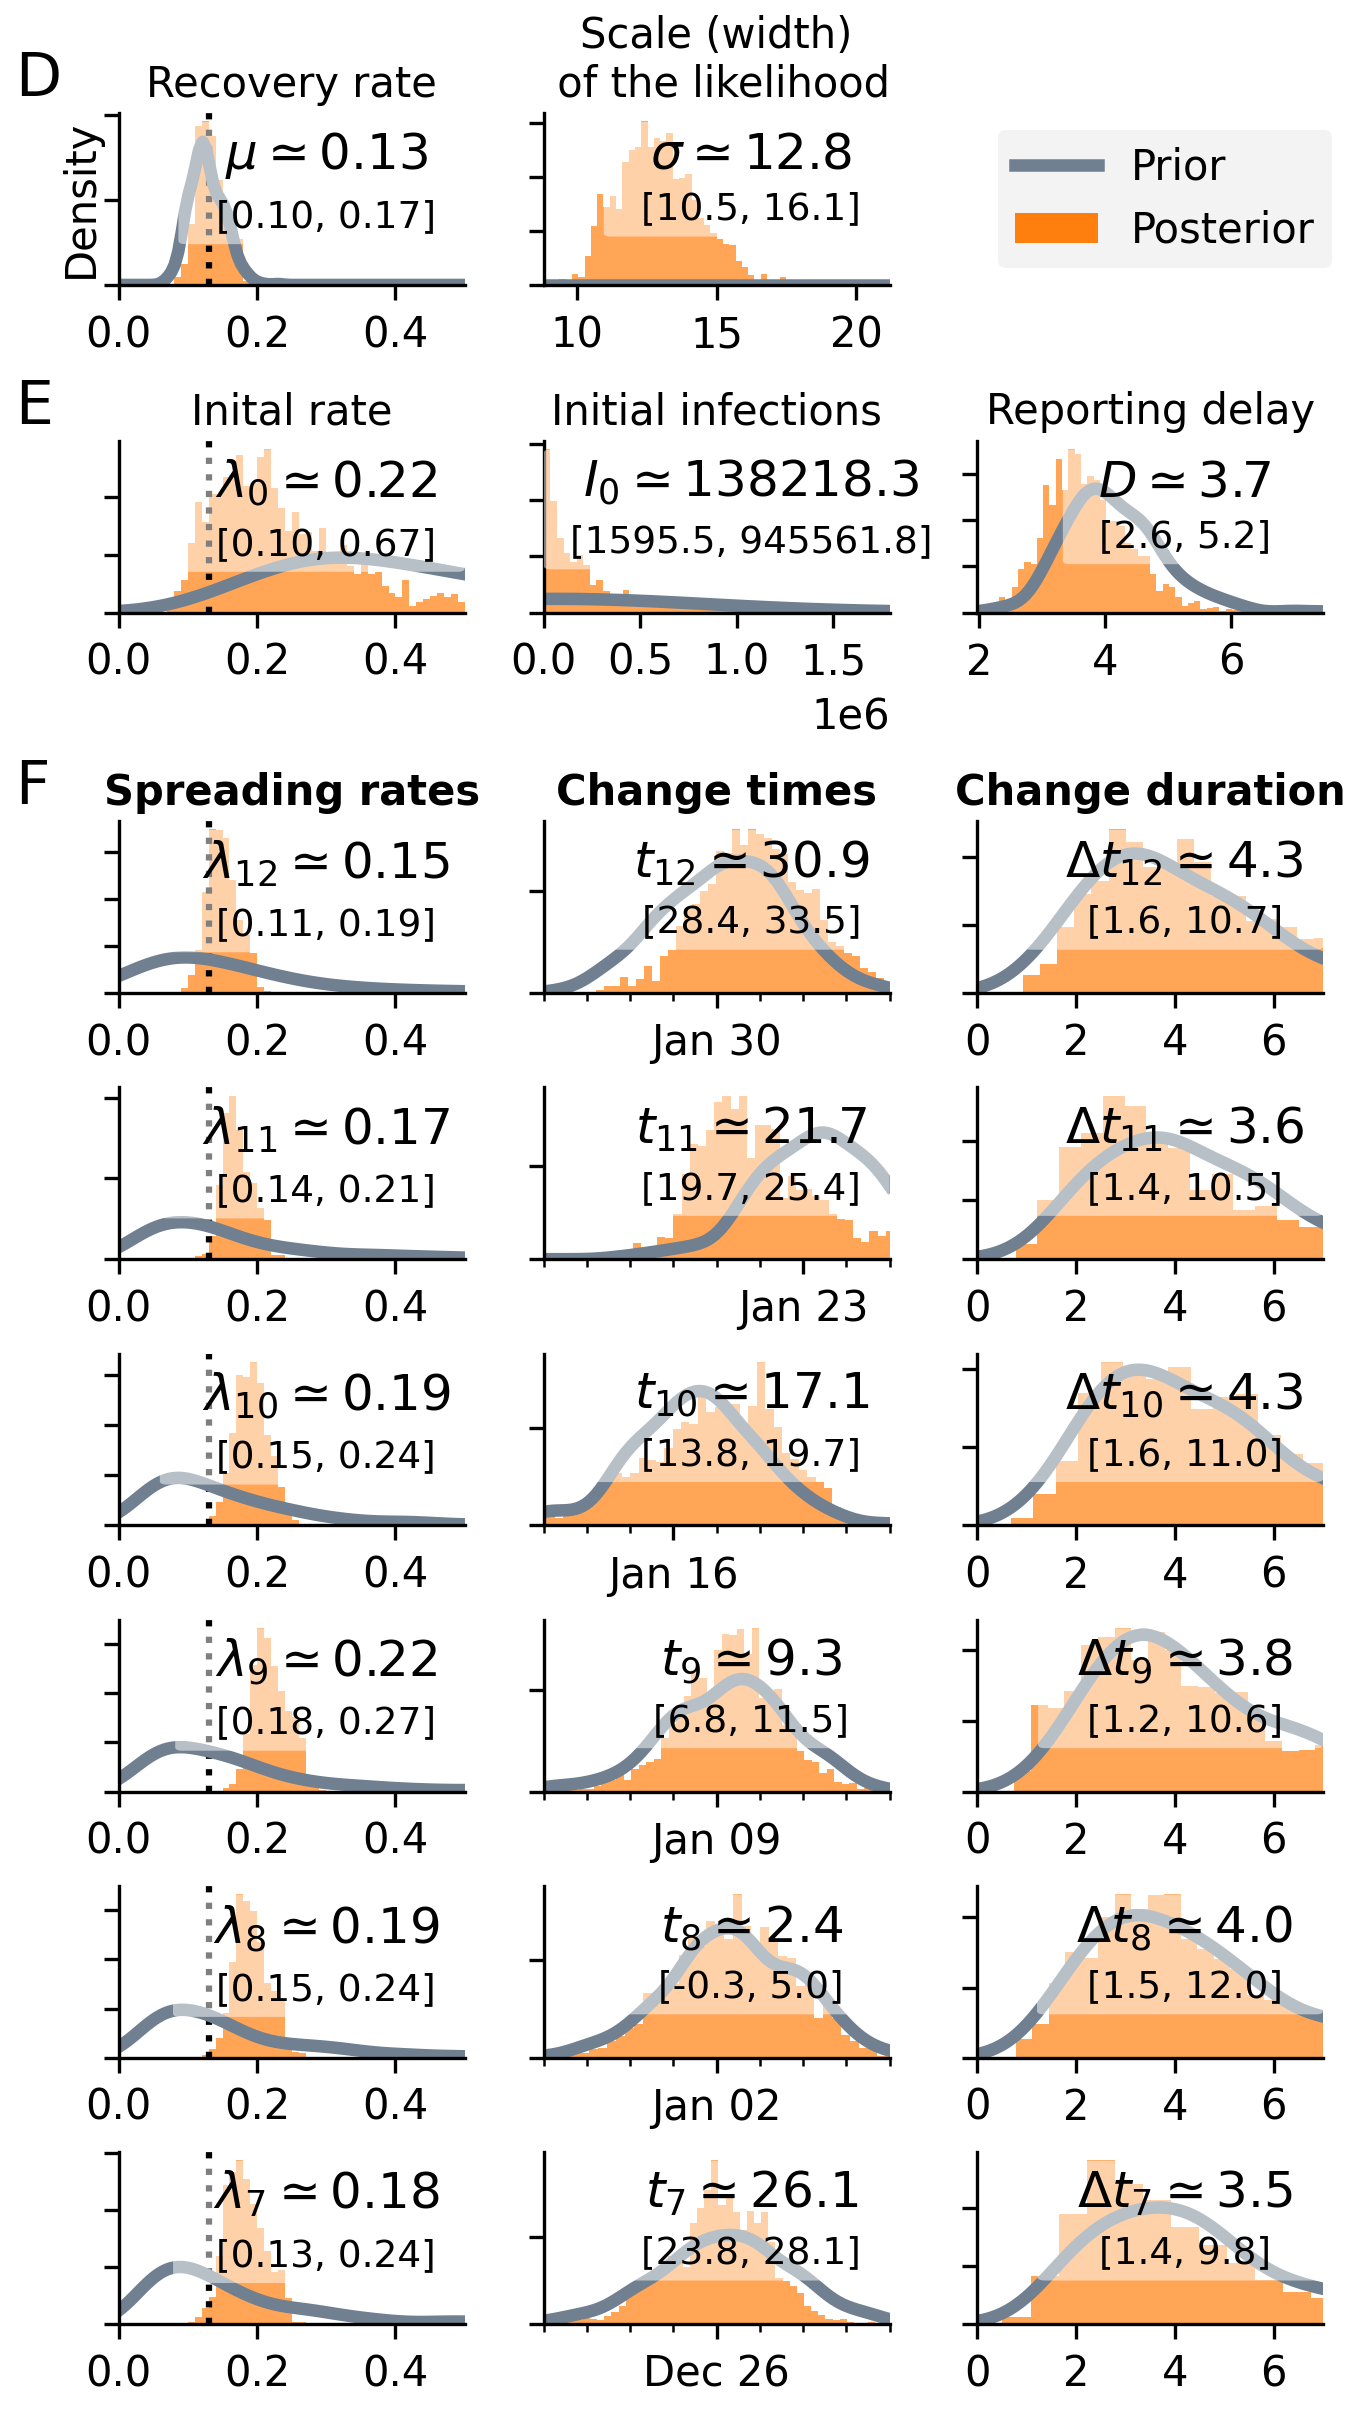 D
Recovery rate
Scale (width)
of the likelihood
Density
μ ≃ 0.13
[0.10, 0.17]
σ ≃ 12.8
[10.5, 16.1]
Prior
Posterior
0.0 0.2 0.4
10 15 20
E
Inital rate
Initial infections
Reporting delay
λ₀ ≃ 0.22
[0.10, 0.67]
I₀ ≃ 138218.3
[1595.5, 945561.8]
D ≃ 3.7
[2.6, 5.2]
0.0 0.2 0.4
0.0 0.5 1.0 1.5
1e6
2 4 6
F
Spreading rates
Change times
Change duration
λ₁₂ ≃ 0.15
[0.11, 0.19]
t₁₂ ≃ 30.9
[28.4, 33.5]
Δt₁₂ ≃ 4.3
[1.6, 10.7]
0.0 0.2 0.4
Jan 30
0 2 4 6
λ₁₁ ≃ 0.17
[0.14, 0.21]
t₁₁ ≃ 21.7
[19.7, 25.4]
Δt₁₁ ≃ 3.6
[1.4, 10.5]
0.0 0.2 0.4
Jan 23
0 2 4 6
λ₁₀ ≃ 0.19
[0.15, 0.24]
t₁₀ ≃ 17.1
[13.8, 19.7]
Δt₁₀ ≃ 4.3
[1.6, 11.0]
0.0 0.2 0.4
Jan 16
0 2 4 6
λ₉ ≃ 0.22
[0.18, 0.27]
t₉ ≃ 9.3
[6.8, 11.5]
Δt₉ ≃ 3.8
[1.2, 10.6]
0.0 0.2 0.4
Jan 09
0 2 4 6
λ₈ ≃ 0.19
[0.15, 0.24]
t₈ ≃ 2.4
[-0.3, 5.0]
Δt₈ ≃ 4.0
[1.5, 12.0]
0.0 0.2 0.4
Jan 02
0 2 4 6
λ₇ ≃ 0.18
[0.13, 0.24]
t₇ ≃ 26.1
[23.8, 28.1]
Δt₇ ≃ 3.5
[1.4, 9.8]
0.0 0.2 0.4
Dec 26
0 2 4 6